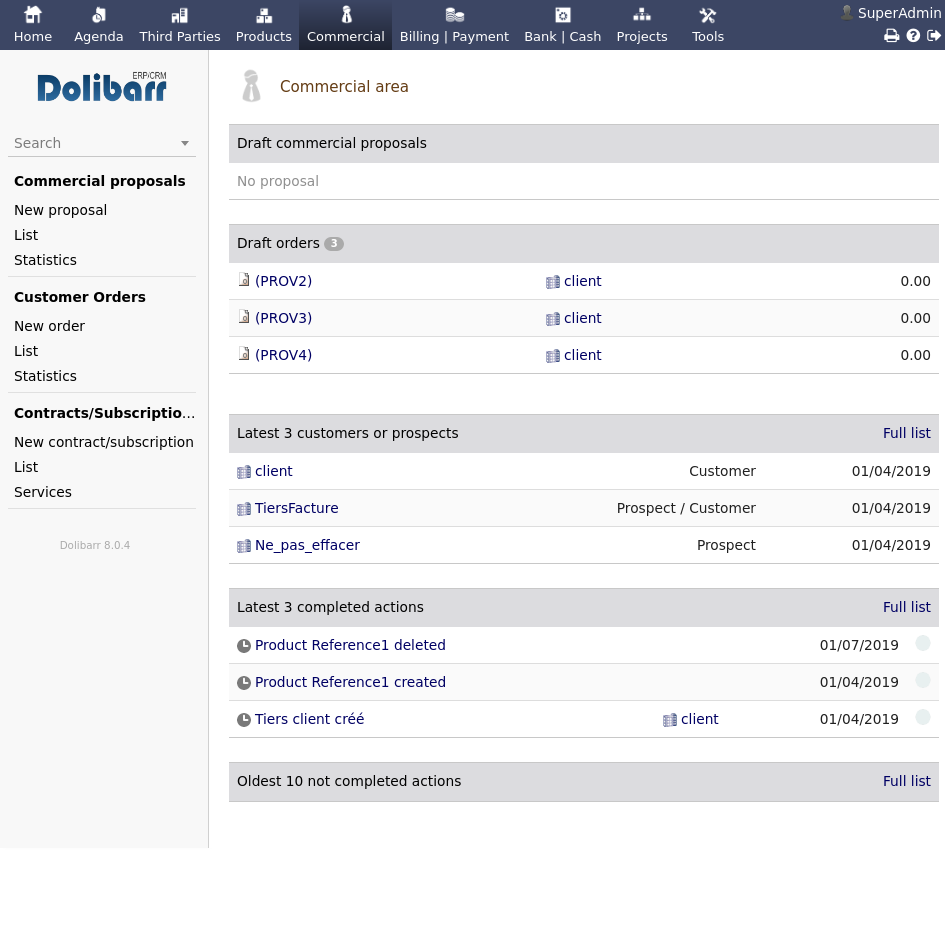 Home Agenda Third Parties Products Commercial Billing | Payment Bank | Cash Projects Tools SuperAdmin
Dolibarr ERP/CRM
Search
Commercial proposals
New proposal
List
Statistics
Customer Orders
New order
List
Statistics
Contracts/Subscriptio...
New contract/subscription
List
Services
Dolibarr 8.0.4
Commercial area
Draft commercial proposals
No proposal
Draft orders 3
(PROV2) client 0.00
(PROV3) client 0.00
(PROV4) client 0.00
Latest 3 customers or prospects Full list
client Customer 01/04/2019
TiersFacture Prospect / Customer 01/04/2019
Ne_pas_effacer Prospect 01/04/2019
Latest 3 completed actions Full list
Product Reference1 deleted 01/07/2019
Product Reference1 created 01/04/2019
Tiers client créé client 01/04/2019
Oldest 10 not completed actions Full list